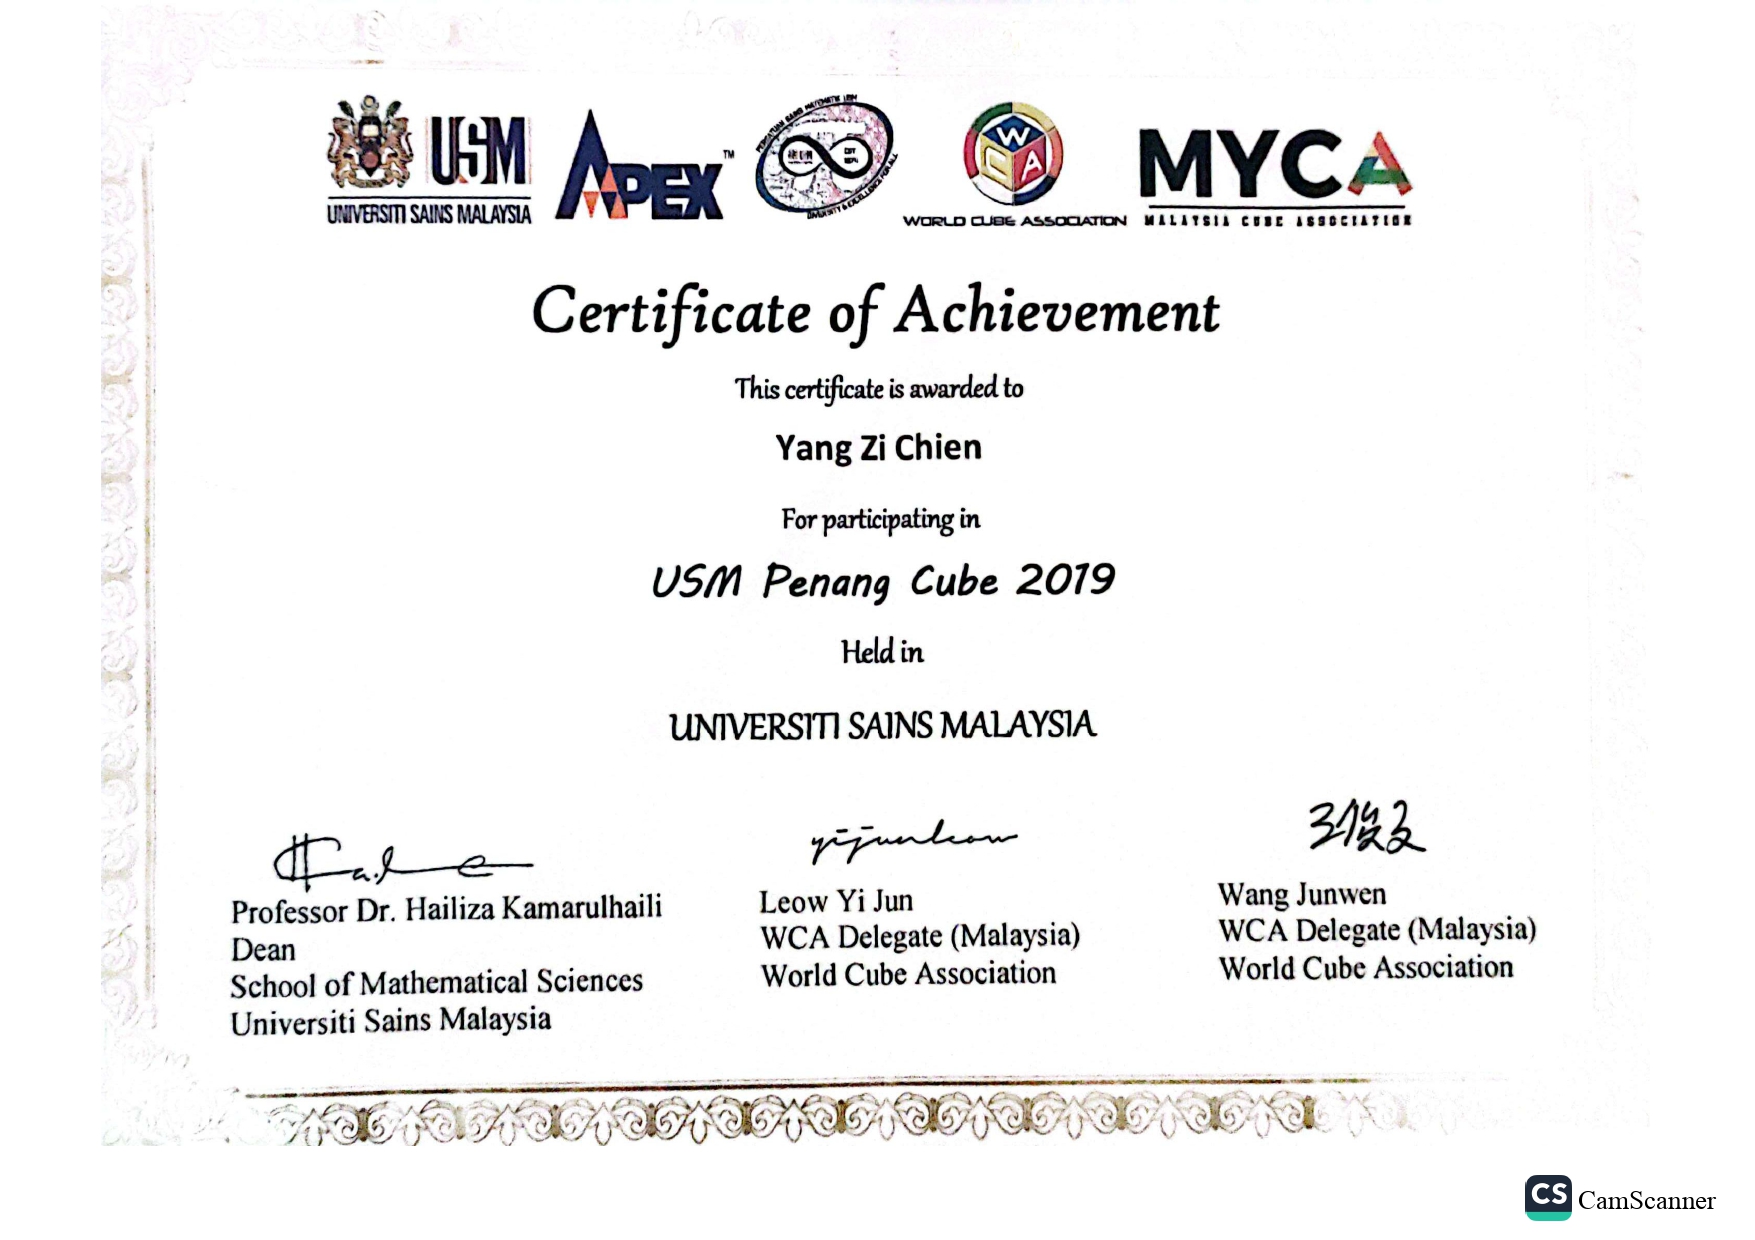 USM
UNIVERSITI SAINS MALAYSIA
APEX™
WORLD CUBE ASSOCIATION
WCA
MYCA
MALAYSIA CUBE ASSOCIATION
Certificate of Achievement
This certificate is awarded to
Yang Zi Chien
For participating in
USM Penang Cube 2019
Held in
UNIVERSITI SAINS MALAYSIA
yijunleow
王俊文
Professor Dr. Hailiza Kamarulhaili
Dean
School of Mathematical Sciences
Universiti Sains Malaysia
Leow Yi Jun
WCA Delegate (Malaysia)
World Cube Association
Wang Junwen
WCA Delegate (Malaysia)
World Cube Association
CS CamScanner